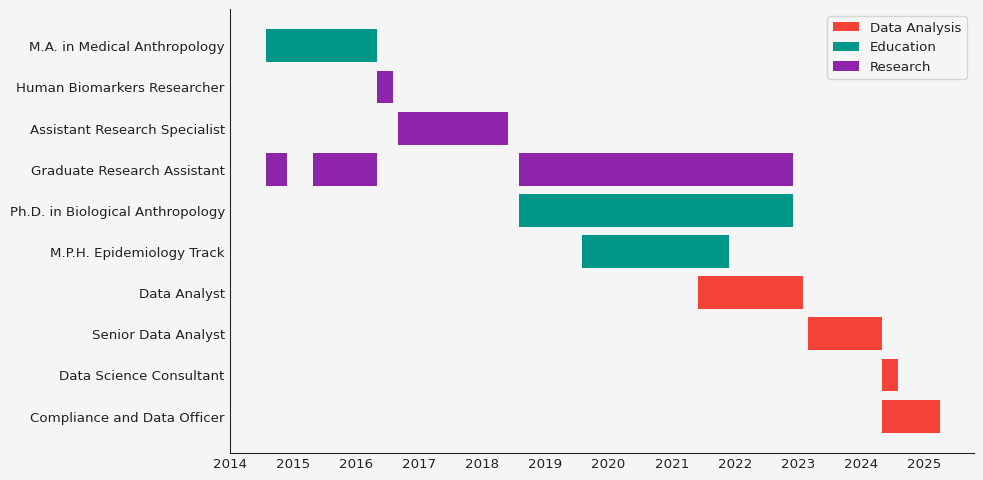 M.A. in Medical Anthropology
Human Biomarkers Researcher
Assistant Research Specialist
Graduate Research Assistant
Ph.D. in Biological Anthropology
M.P.H. Epidemiology Track
Data Analyst
Senior Data Analyst
Data Science Consultant
Compliance and Data Officer
Data Analysis
Education
Research
2014 2015 2016 2017 2018 2019 2020 2021 2022 2023 2024 2025